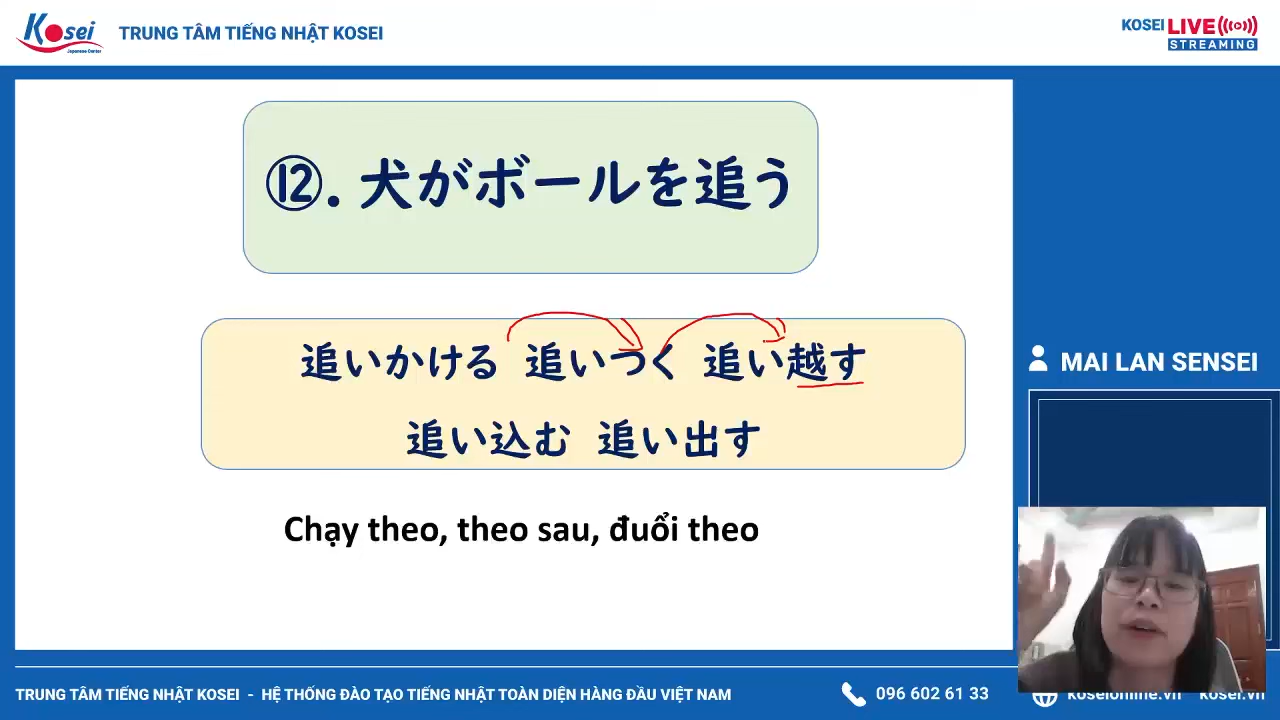 Kosei
Japanese Center
TRUNG TÂM TIẾNG NHẬT KOSEI
KOSEI LIVE
STREAMING
⑫. 犬がボールを追う
追いかける 追いつく 追い越す
追い込む 追い出す
Chạy theo, theo sau, đuổi theo
MAI LAN SENSEI
TRUNG TÂM TIẾNG NHẬT KOSEI - HỆ THỐNG ĐÀO TẠO TIẾNG NHẬT TOÀN DIỆN HÀNG ĐẦU VIỆT NAM
096 602 61 33
koseionline.vn
kosei.vn